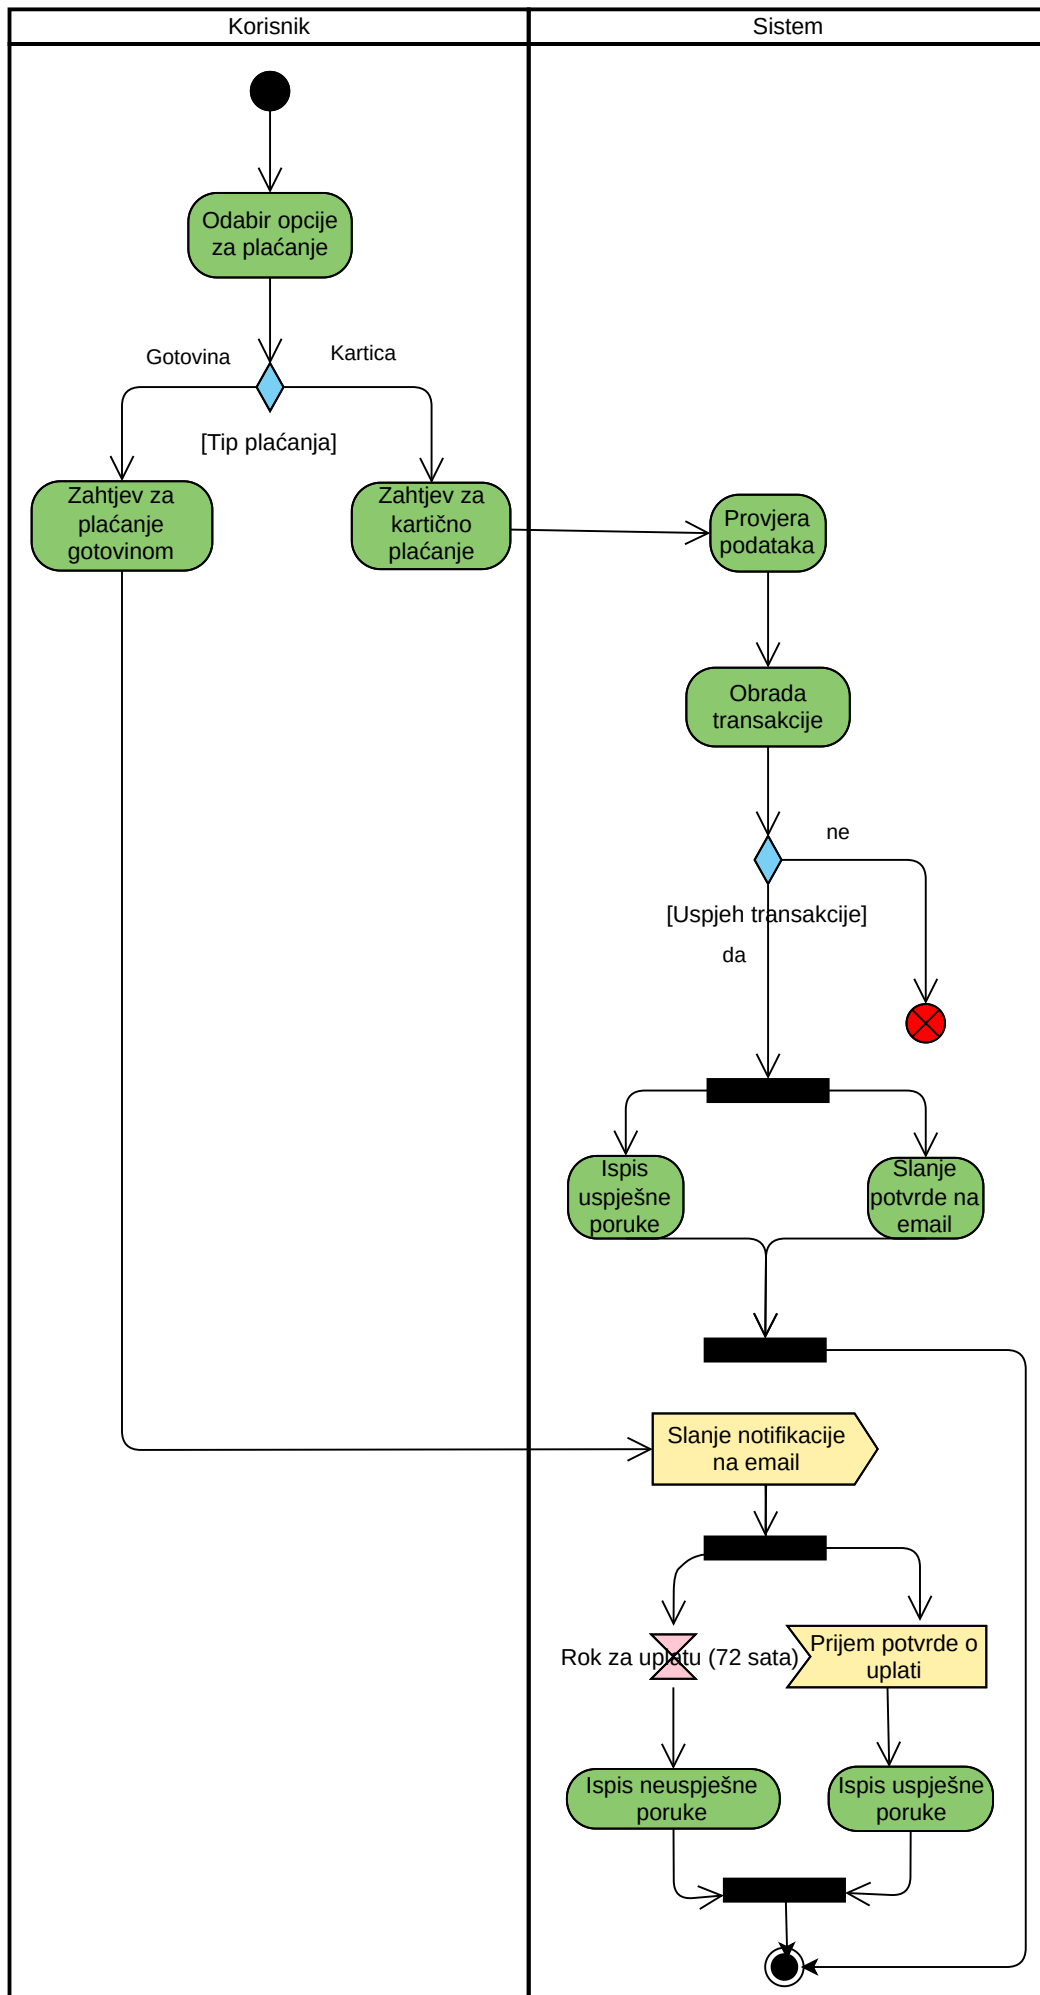 Korisnik
Sistem
Odabir opcije
za plaćanje
Gotovina
Kartica
[Tip plaćanja]
Zahtjev za
plaćanje
gotovinom
Zahtjev za
kartično
plaćanje
Provjera
podataka
Obrada
transakcije
ne
[Uspjeh transakcije]
da
Ispis
uspješne
poruke
Slanje
potvrde na
email
Slanje notifikacije
na email
Rok za uplatu (72 sata)
Prijem potvrde o
uplati
Ispis neuspješne
poruke
Ispis uspješne
poruke